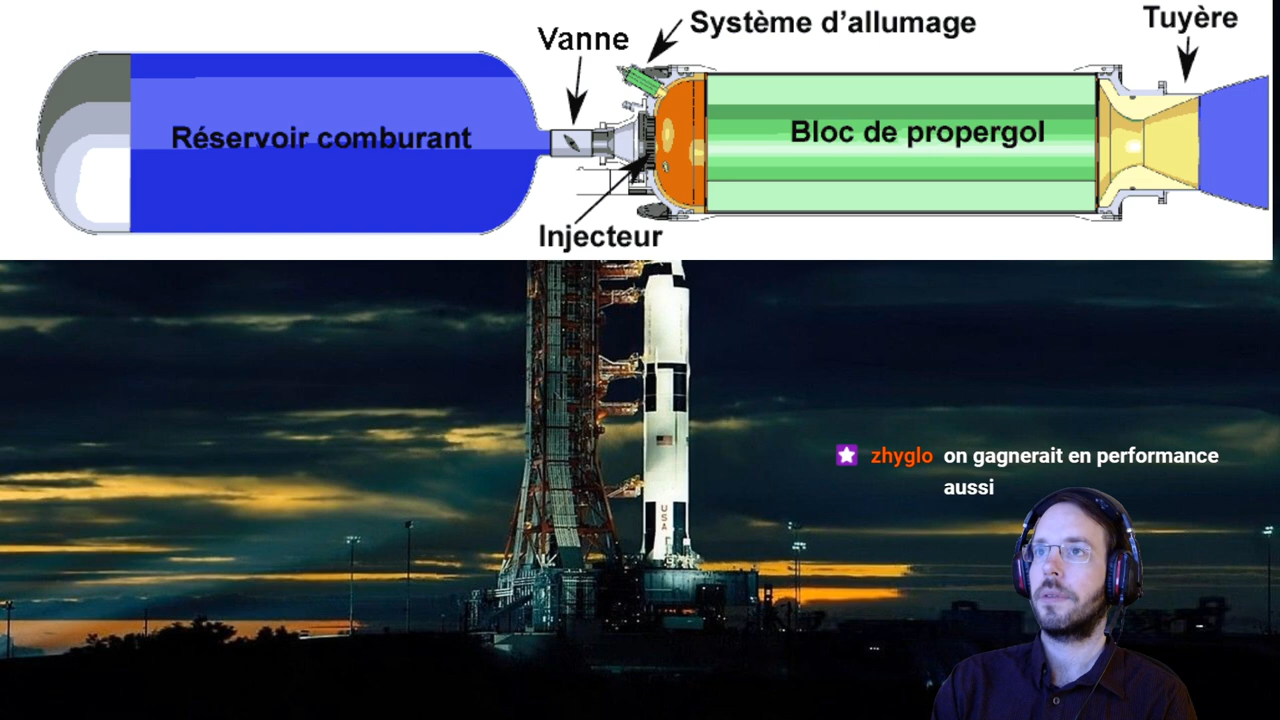 Système d'allumage
Tuyère
Vanne
Réservoir comburant
Bloc de propergol
Injecteur
zhyglo on gagnerait en performance
aussi
USA